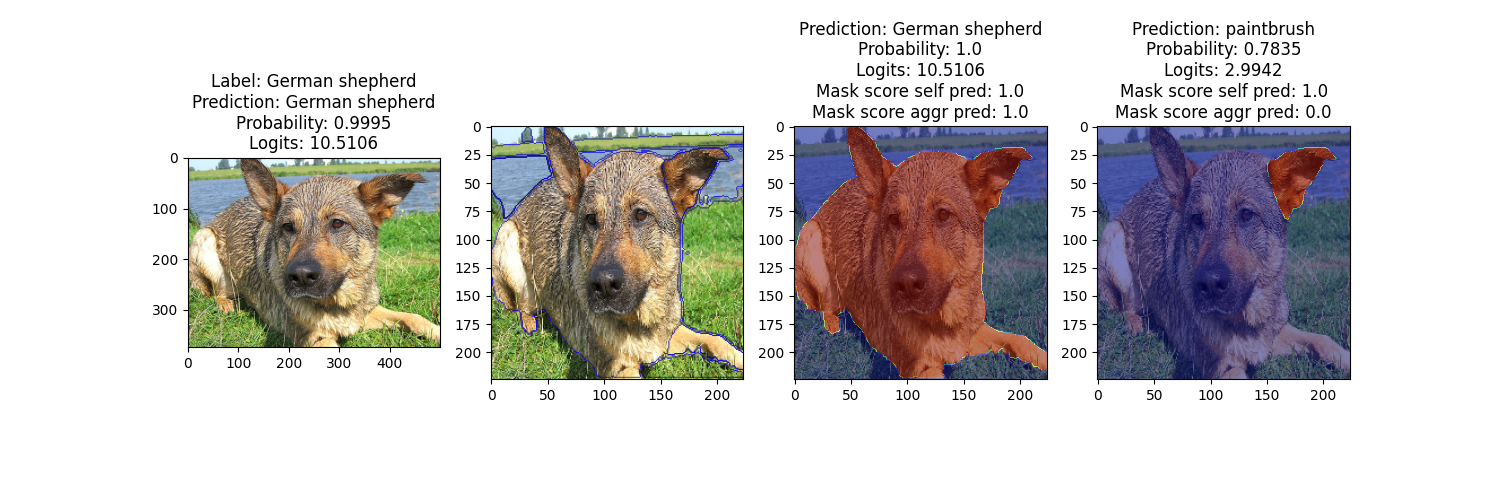 Label: German shepherd
Prediction: German shepherd
Probability: 0.9995
Logits: 10.5106
0
100
200
300
0 100 200 300 400
0
25
50
75
100
125
150
175
200
0 50 100 150 200
Prediction: German shepherd
Probability: 1.0
Logits: 10.5106
Mask score self pred: 1.0
Mask score aggr pred: 1.0
0
25
50
75
100
125
150
175
200
0 50 100 150 200
Prediction: paintbrush
Probability: 0.7835
Logits: 2.9942
Mask score self pred: 1.0
Mask score aggr pred: 0.0
0
25
50
75
100
125
150
175
200
0 50 100 150 200